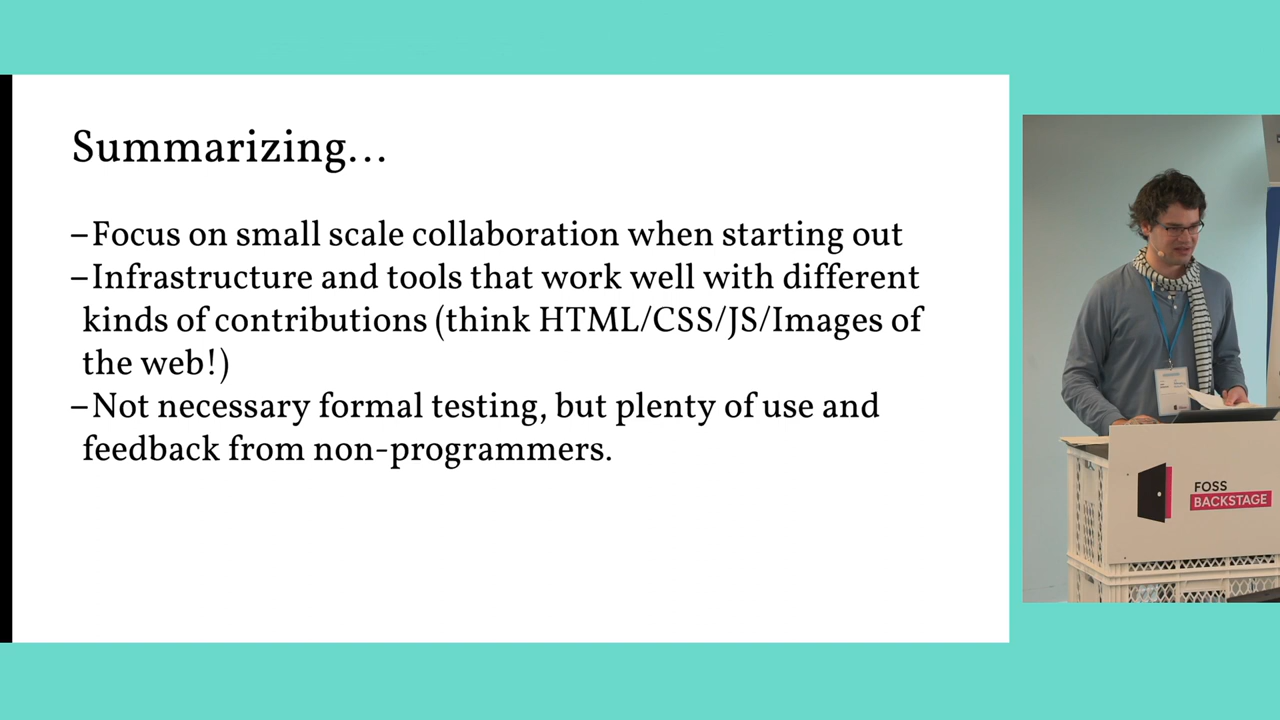 Summarizing...
–Focus on small scale collaboration when starting out
–Infrastructure and tools that work well with different
kinds of contributions (think HTML/CSS/JS/Images of
the web!)
–Not necessary formal testing, but plenty of use and
feedback from non-programmers.
FOSS
BACKSTAGE